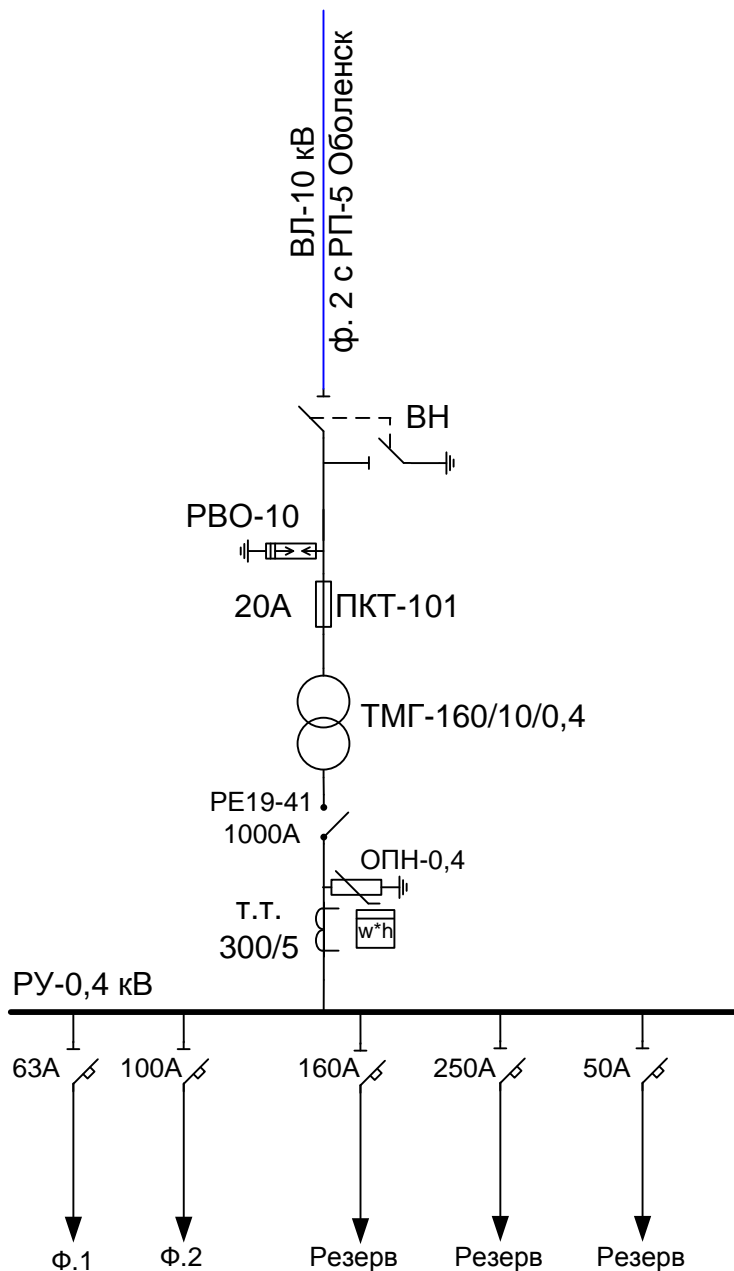 ВЛ-10 кВ
ф. 2 с РП-5 Оболенск
ВН
РВО-10
20А
ПКТ-101
ТМГ-160/10/0,4
РЕ19-41
1000А
ОПН-0,4
т.т.
300/5
w*h
РУ-0,4 кВ
63А 100А 160А 250А 50А
Ф.1 Ф.2 Резерв Резерв Резерв